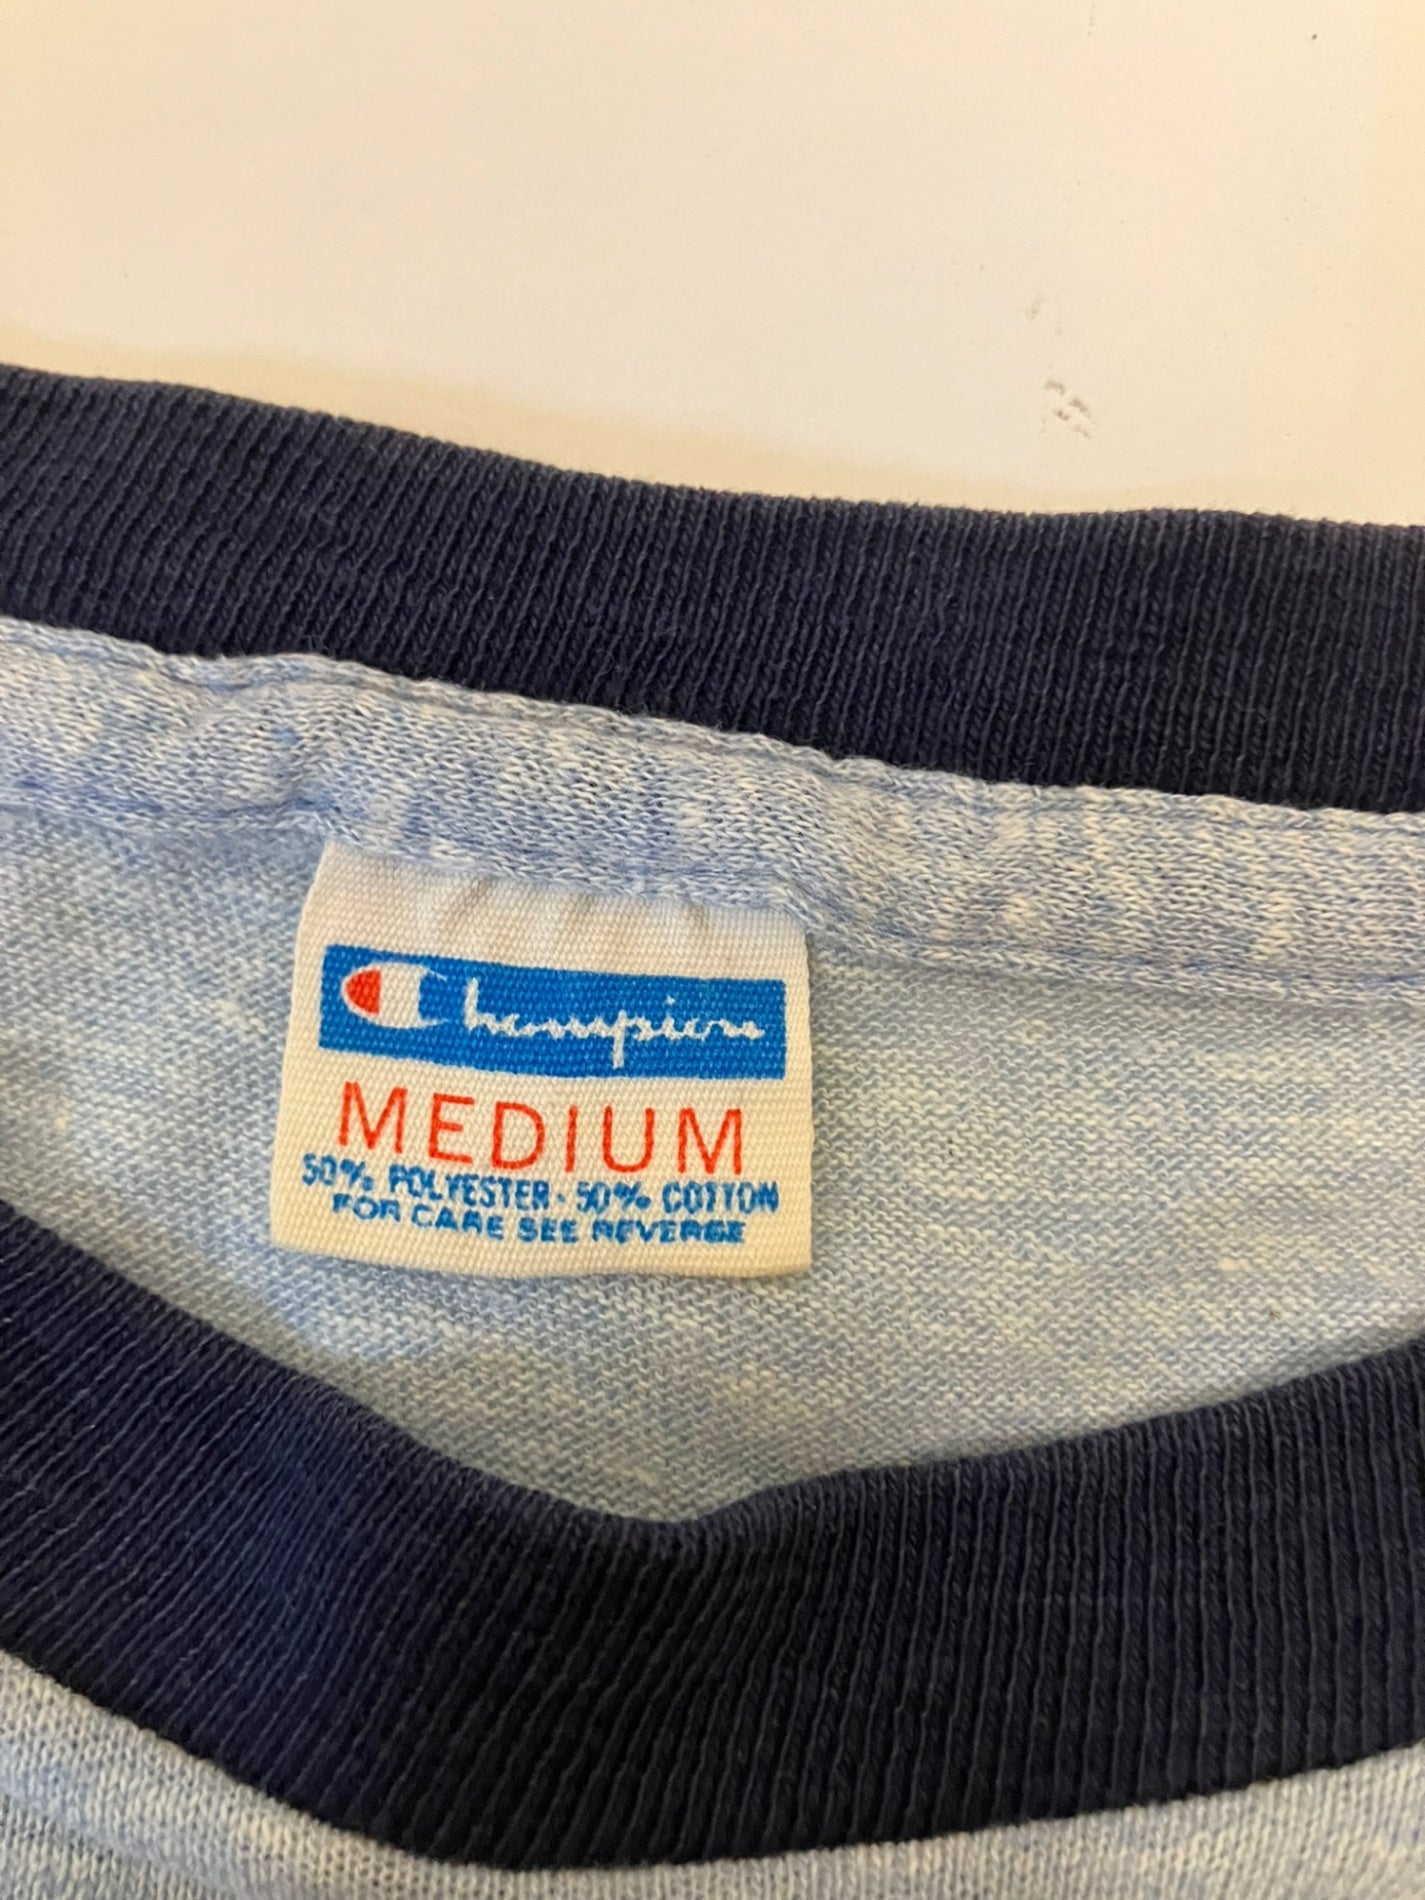 Champion
MEDIUM
50% POLYESTER · 50% COTTON
FOR CARE SEE REVERSE